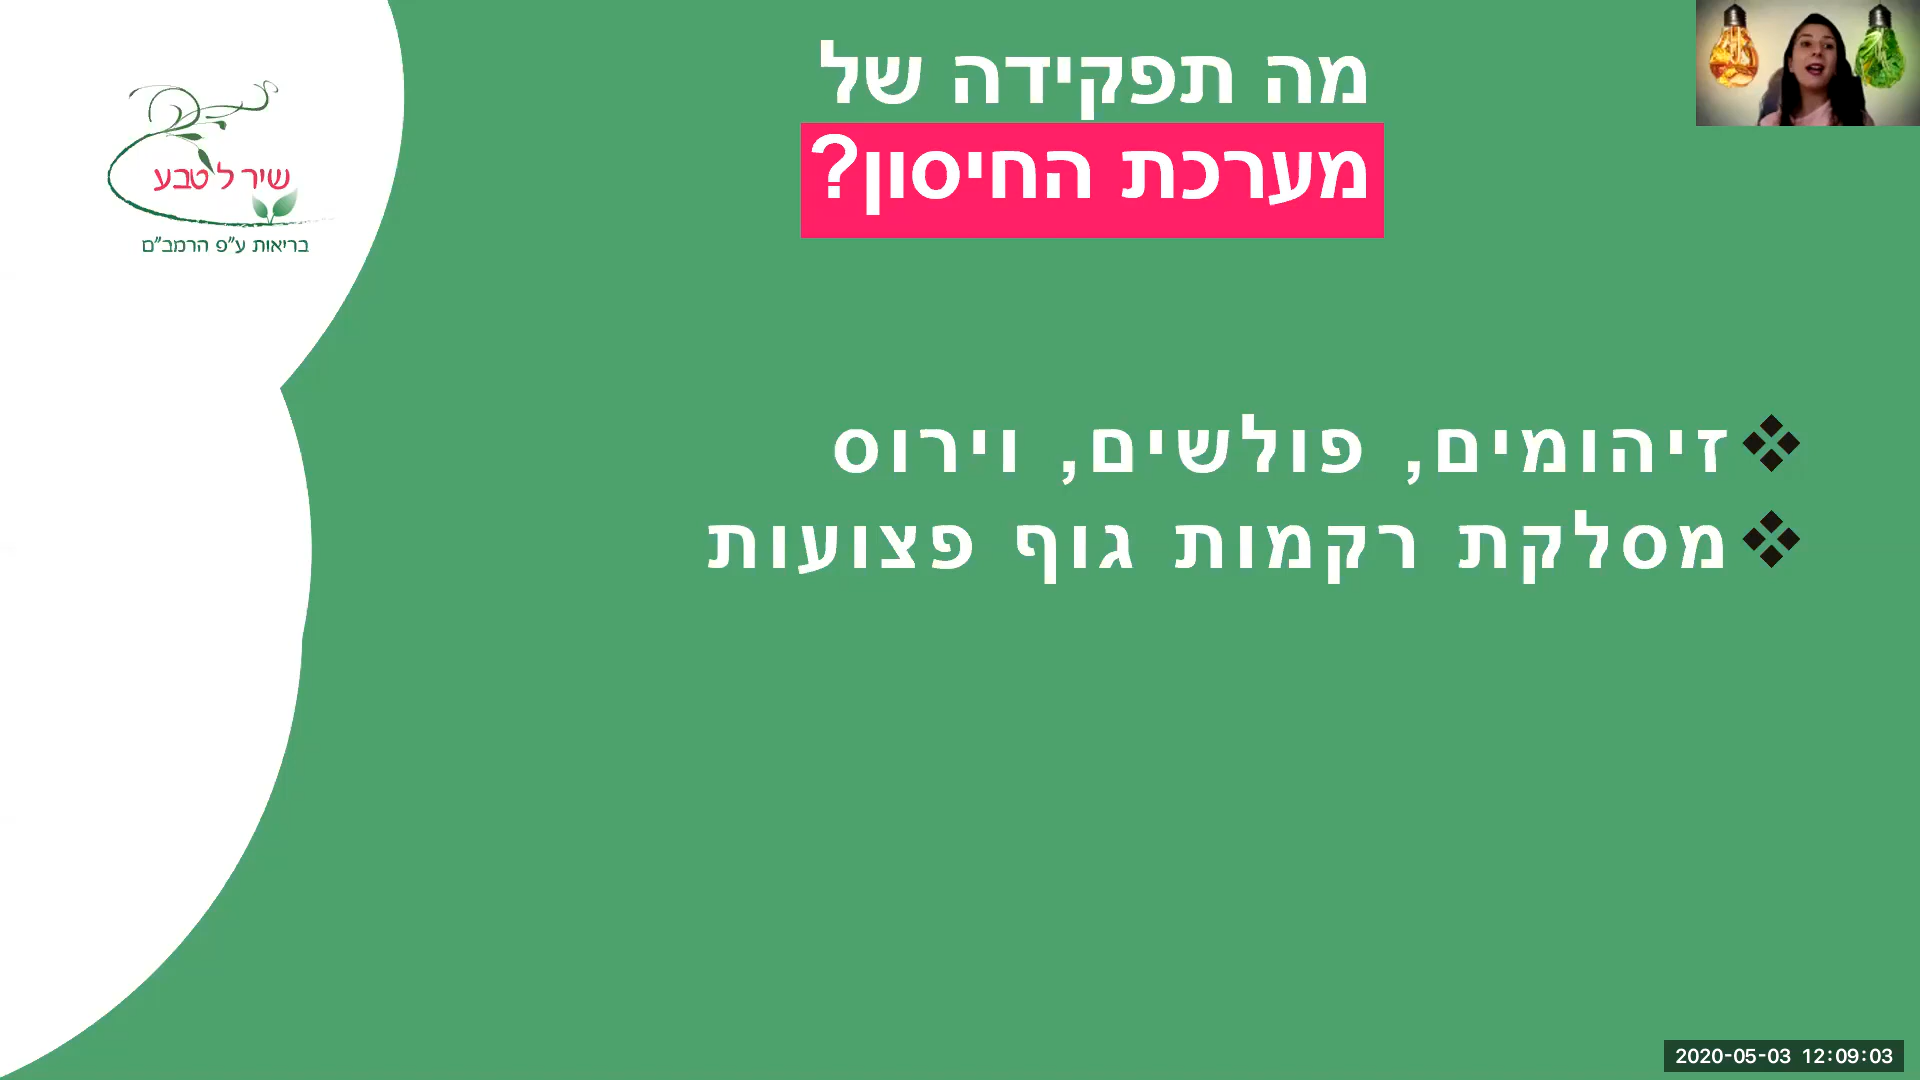 מה תפקידה של
מערכת החיסון?
שיר לטבע
בריאות ע"פ הרמב"ם
זיהומים, פולשים, וירוס
מסלקת רקמות גוף פצועות
2020-05-03 12:09:03